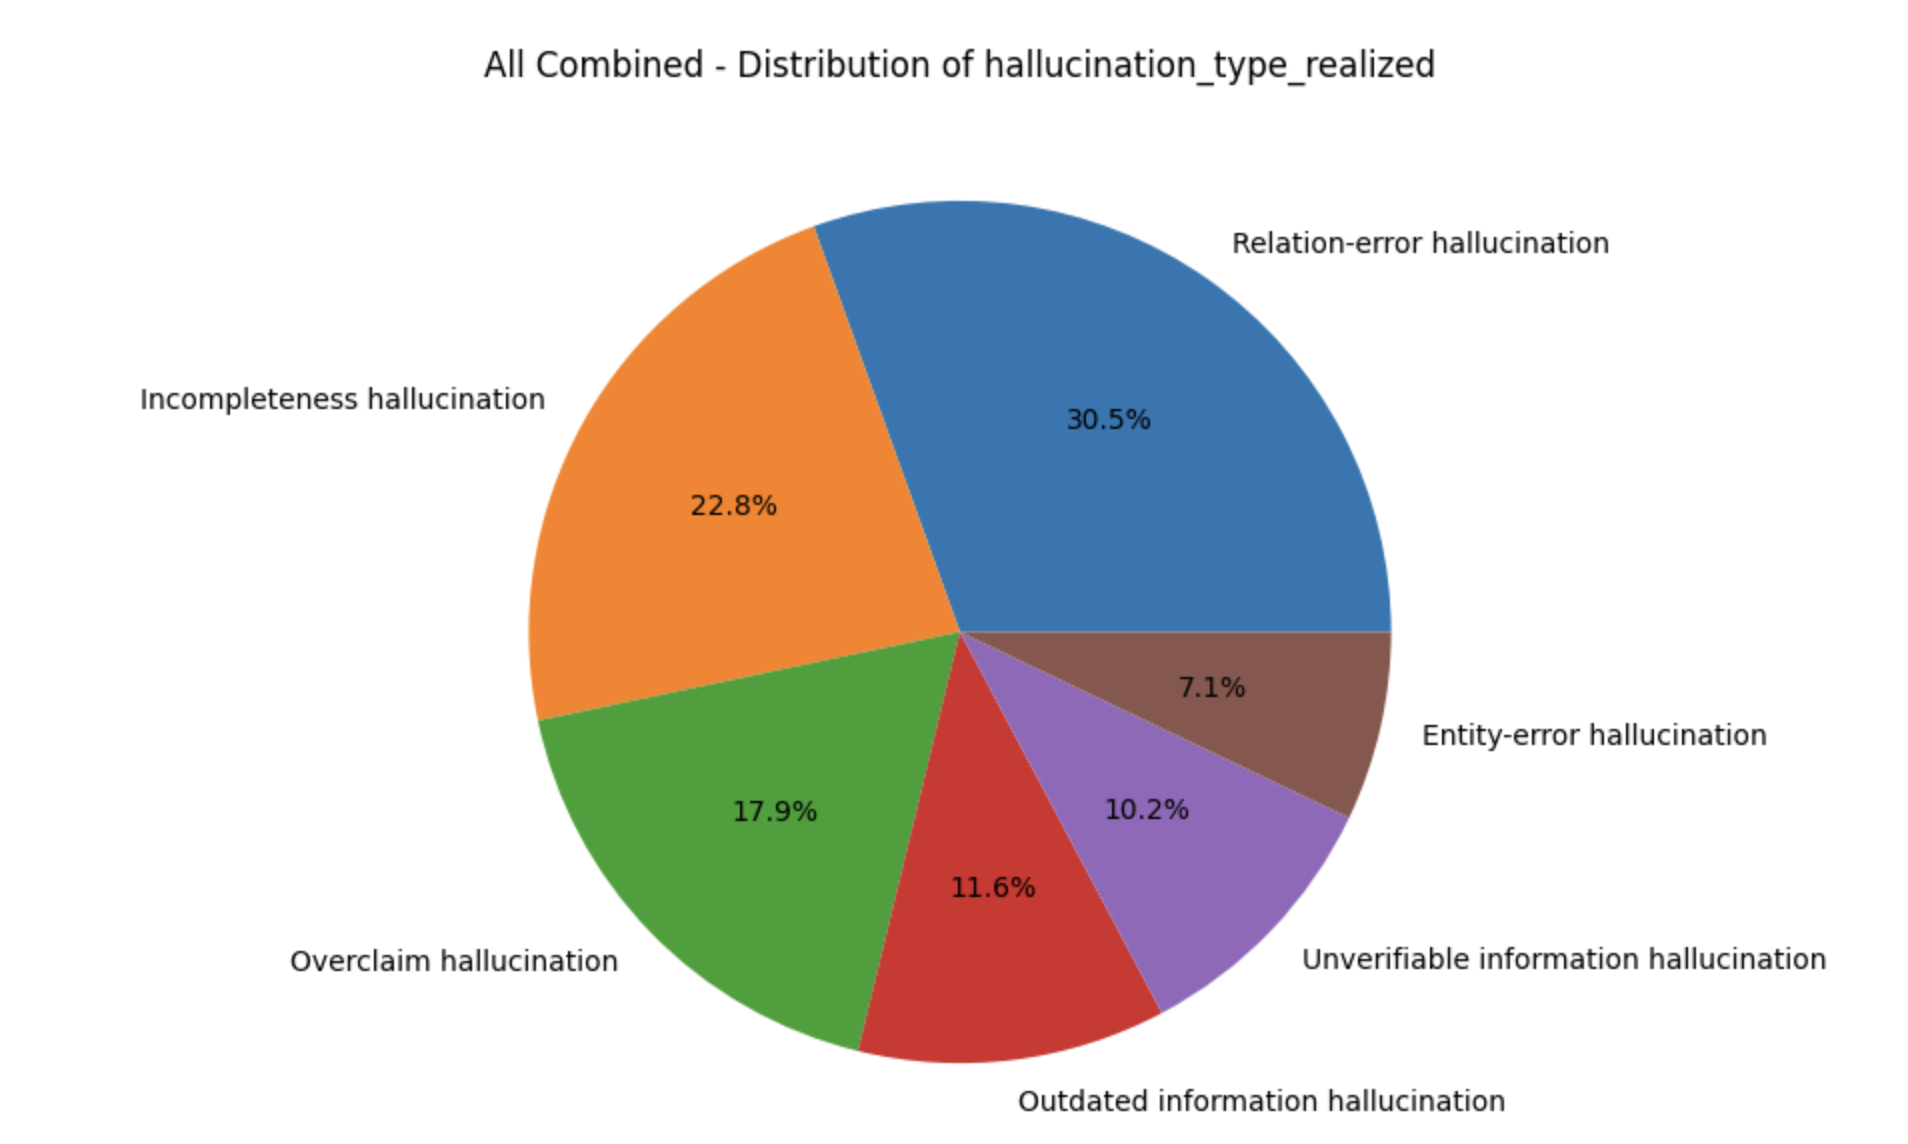 All Combined - Distribution of hallucination_type_realized
Relation-error hallucination
30.5%
Incompleteness hallucination
22.8%
Overclaim hallucination
17.9%
Outdated information hallucination
11.6%
Unverifiable information hallucination
10.2%
Entity-error hallucination
7.1%